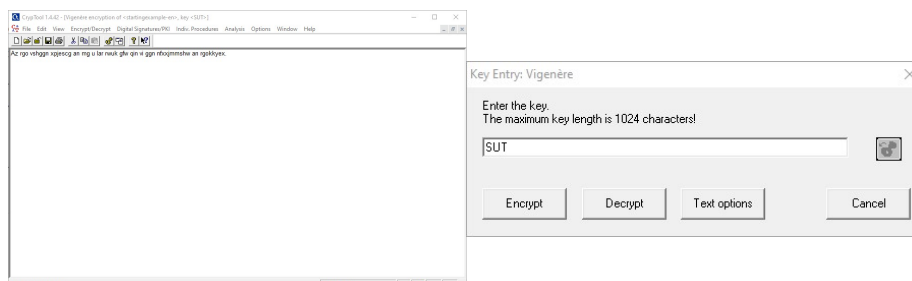 CrypTool 1.4.42 - [Vigenère encryption of <startingexample-en>, key <SUT>]
File Edit View Encrypt/Decrypt Digital Signatures/PKI Indiv. Procedures Analysis Options Window Help
Az rgo vshggn xpjescg an mg u lar rwuk gfw qin vi ggn nfioxjmmshw an rgokkyex.
Key Entry: Vigenère
Enter the key.
The maximum key length is 1024 characters!
SUT
Encrypt Decrypt Text options Cancel